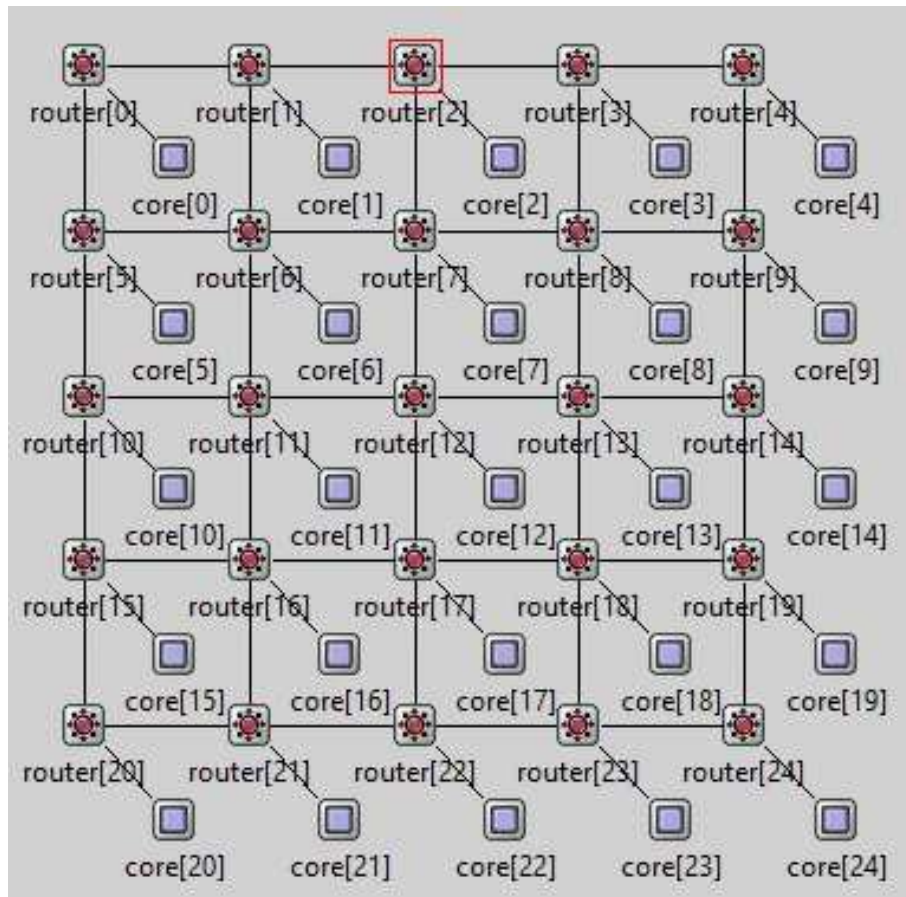 router[0] router[1] router[2] router[3] router[4]
core[0] core[1] core[2] core[3] core[4]
router[5] router[6] router[7] router[8] router[9]
core[5] core[6] core[7] core[8] core[9]
router[10] router[11] router[12] router[13] router[14]
core[10] core[11] core[12] core[13] core[14]
router[15] router[16] router[17] router[18] router[19]
core[15] core[16] core[17] core[18] core[19]
router[20] router[21] router[22] router[23] router[24]
core[20] core[21] core[22] core[23] core[24]